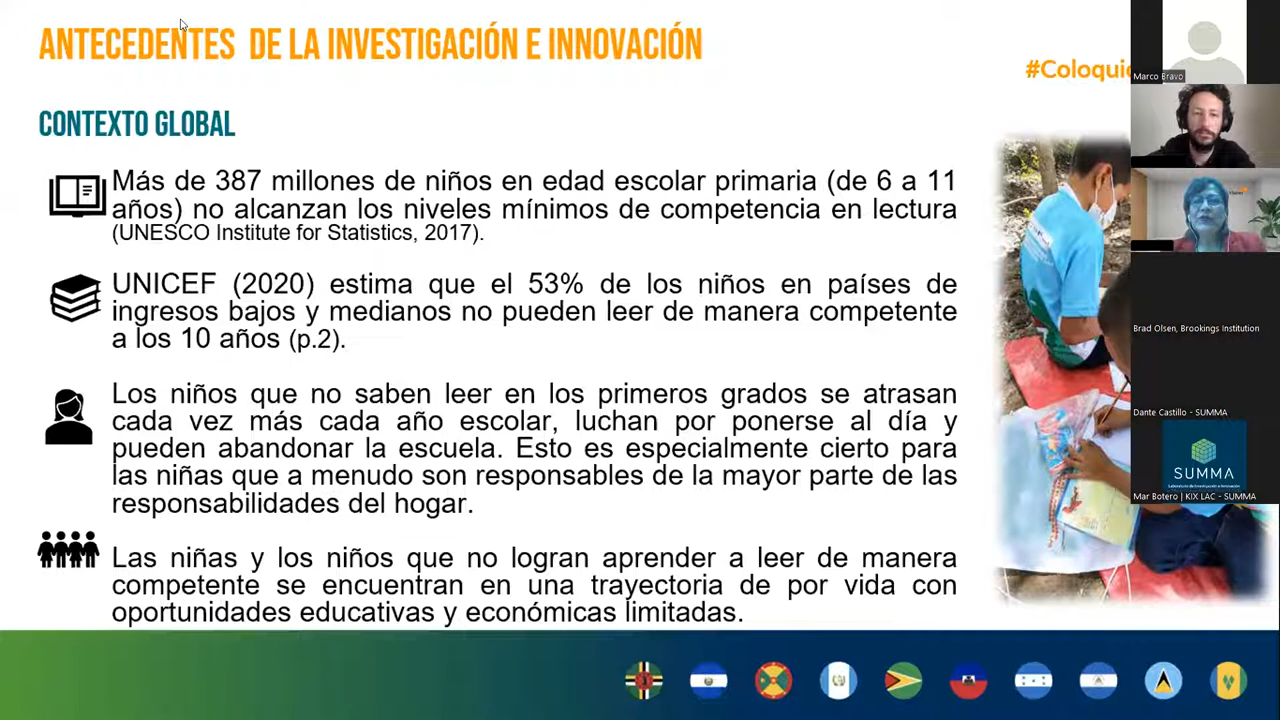 ANTECEDENTES DE LA INVESTIGACIÓN E INNOVACIÓN
#Coloquio
CONTEXTO GLOBAL
Más de 387 millones de niños en edad escolar primaria (de 6 a 11
años) no alcanzan los niveles mínimos de competencia en lectura
(UNESCO Institute for Statistics, 2017).
UNICEF (2020) estima que el 53% de los niños en países de
ingresos bajos y medianos no pueden leer de manera competente
a los 10 años (p.2).
Los niños que no saben leer en los primeros grados se atrasan
cada vez más cada año escolar, luchan por ponerse al día y
pueden abandonar la escuela. Esto es especialmente cierto para
las niñas que a menudo son responsables de la mayor parte de las
responsabilidades del hogar.
Las niñas y los niños que no logran aprender a leer de manera
competente se encuentran en una trayectoria de por vida con
oportunidades educativas y económicas limitadas.
Marco Bravo
Brad Olsen, Brookings Institution
Dante Castillo - SUMMA
SUMMA
Laboratorio de Investigación e Innovación
Mar Botero | KIX LAC - SUMMA